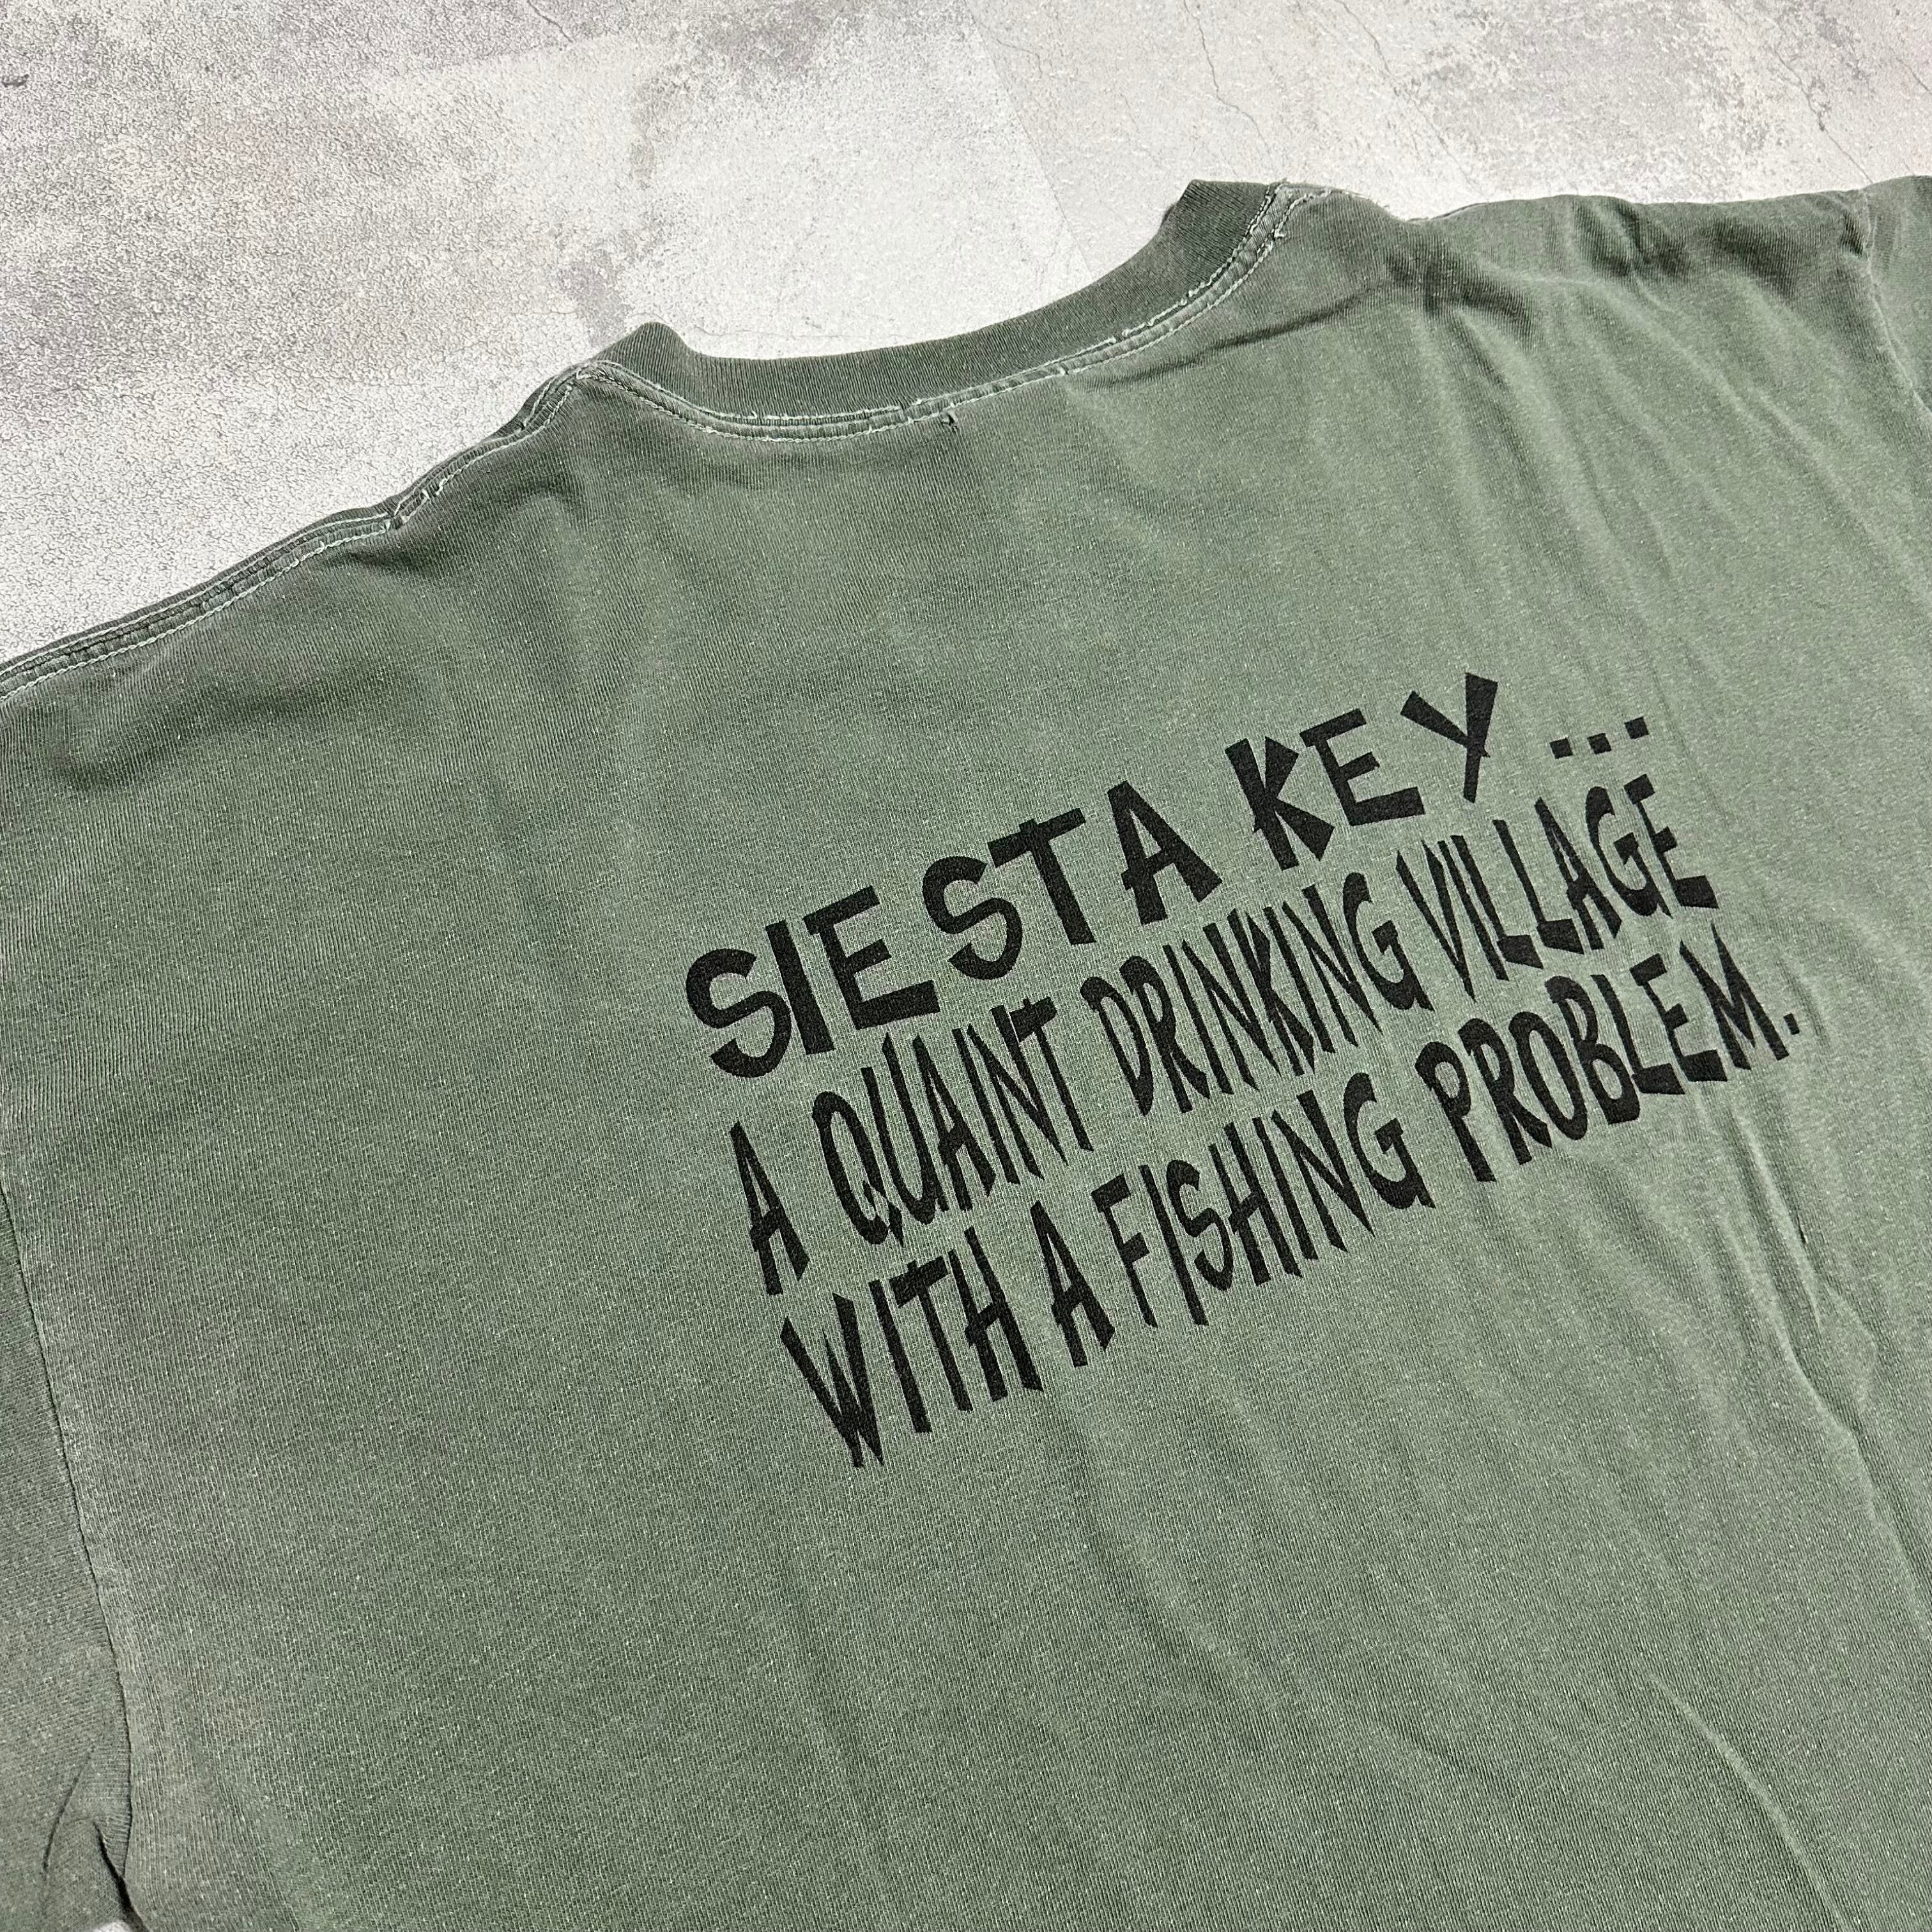 SIESTA KEY...
A QUAINT DRINKING VILLAGE
WITH A FISHING PROBLEM.